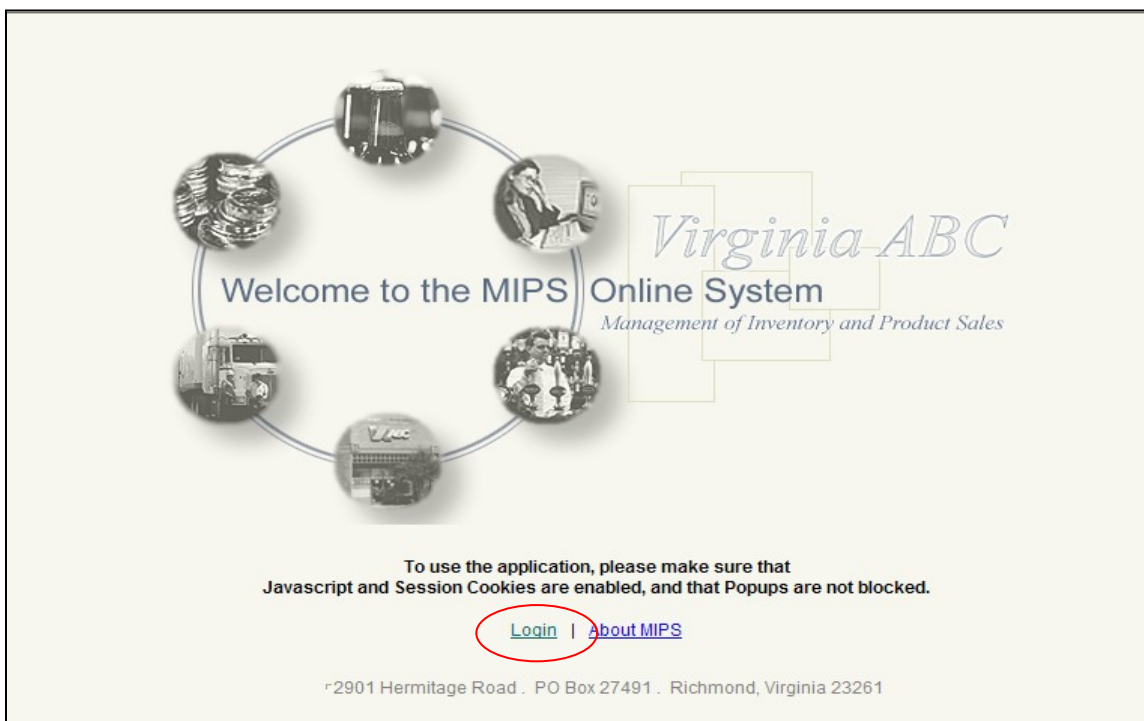 Virginia ABC
Welcome to the MIPS Online System
Management of Inventory and Product Sales
ABC
To use the application, please make sure that
Javascript and Session Cookies are enabled, and that Popups are not blocked.
Login | About MIPS
2901 Hermitage Road . PO Box 27491 . Richmond, Virginia 23261